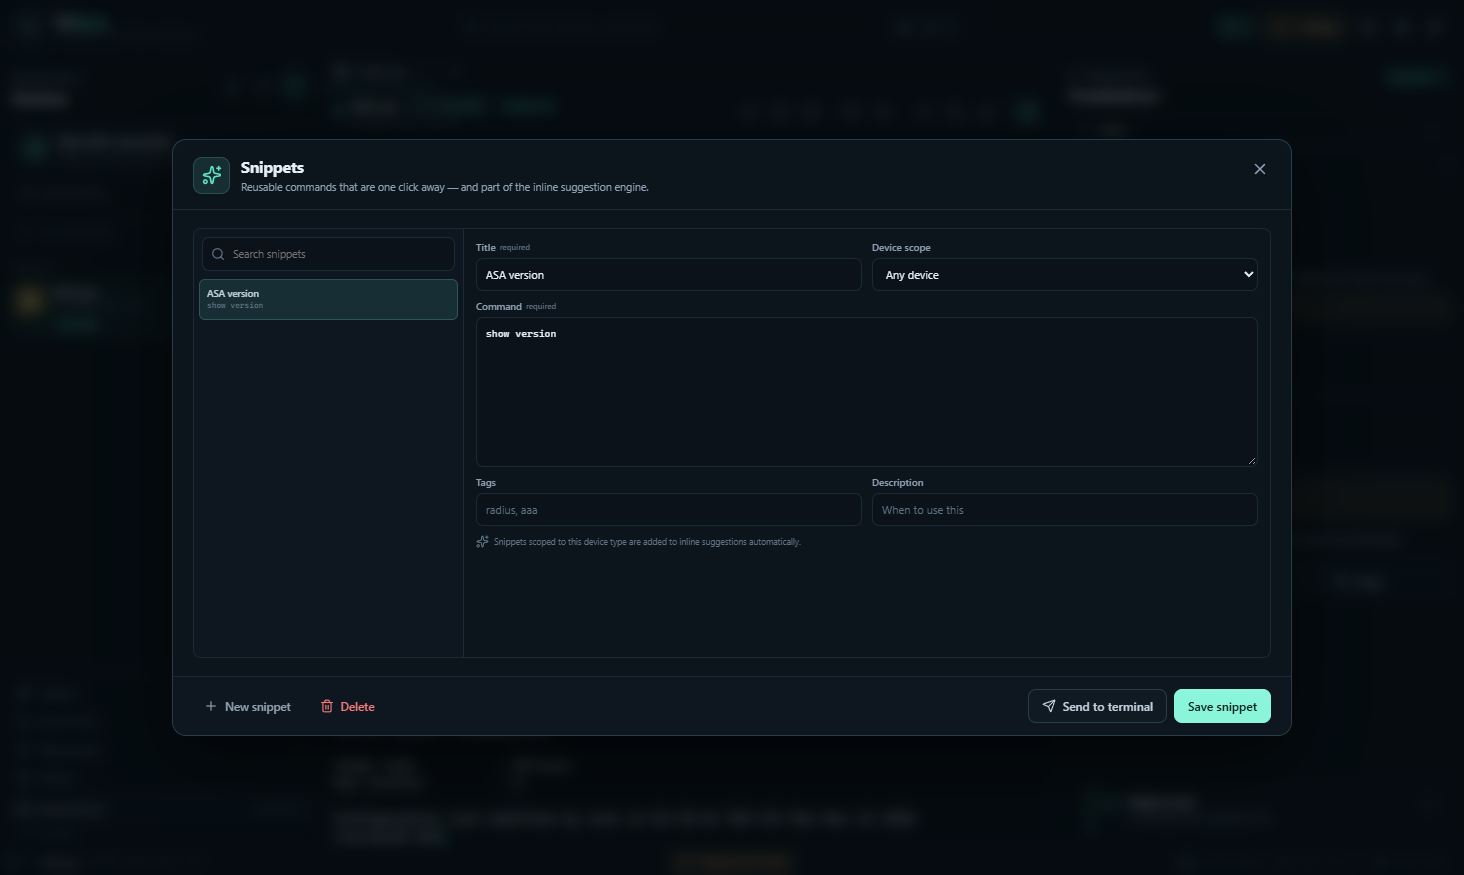 Snippets
Reusable commands that are one click away — and part of the inline suggestion engine.
Search snippets
ASA version
show version
Title required
Device scope
ASA version
Any device
Command required
show version
Tags
Description
radius, aaa
When to use this
Snippets scoped to this device type are added to inline suggestions automatically.
New snippet
Delete
Send to terminal
Save snippet